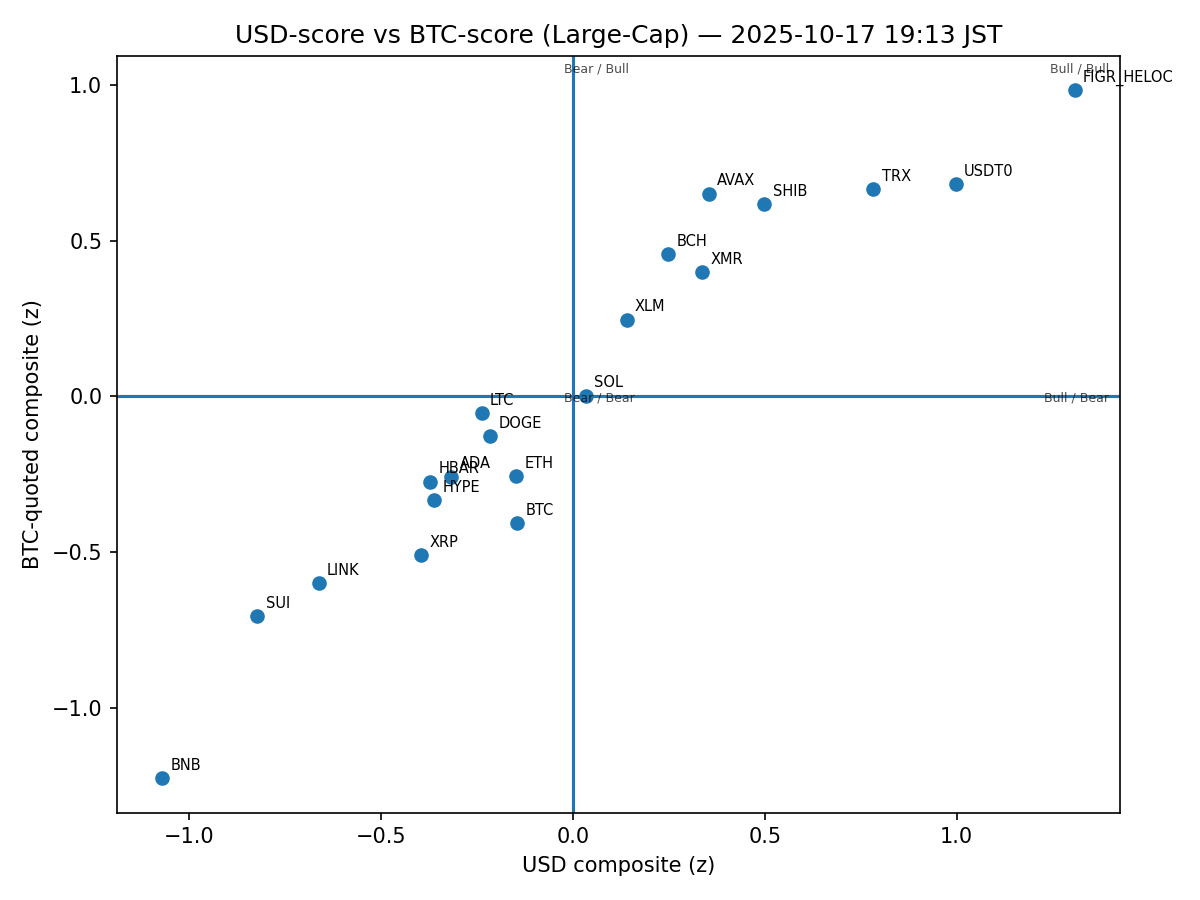 USD-score vs BTC-score (Large-Cap) — 2025-10-17 19:13 JST
Bear / Bull
Bull / Bull
FIGR_HELOC
1.0
USDT0
TRX
AVAX
SHIB
0.5
BCH
XMR
XLM
SOL
0.0
Bear / Bear
Bull / Bear
LTC
DOGE
ADA
HBAR
ETH
HYPE
BTC
XRP
−0.5
LINK
SUI
−1.0
BNB
BTC-quoted composite (z)
−1.0
−0.5
0.0
0.5
1.0
USD composite (z)